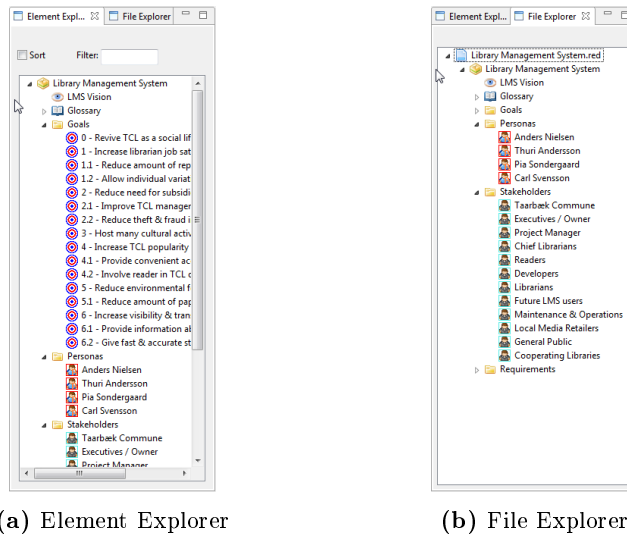 Element Expl...
File Explorer
Sort
Filter:
Library Management System
LMS Vision
Glossary
Goals
0 - Revive TCL as a social lif
1 - Increase librarian job sat
1.1 - Reduce amount of rep
1.2 - Allow individual variat
2 - Reduce need for subsidi
2.1 - Improve TCL manager
2.2 - Reduce theft & fraud i
3 - Host many cultural activ
4 - Increase TCL popularity
4.1 - Provide convenient ac
4.2 - Involve reader in TCL c
5 - Reduce environmental f
5.1 - Reduce amount of pap
6 - Increase visibility & tran
6.1 - Provide information al
6.2 - Give fast & accurate st
Personas
Anders Nielsen
Thuri Andersson
Pia Sondergaard
Carl Svensson
Stakeholders
Taarbæk Commune
Executives / Owner
Project Manager
(a) Element Explorer
Element Expl...
File Explorer
Library Management System.red
Library Management System
LMS Vision
Glossary
Goals
Personas
Anders Nielsen
Thuri Andersson
Pia Sondergaard
Carl Svensson
Stakeholders
Taarbæk Commune
Executives / Owner
Project Manager
Chief Librarians
Readers
Developers
Librarians
Future LMS users
Maintenance & Operations
Local Media Retailers
General Public
Cooperating Libraries
Requirements
(b) File Explorer